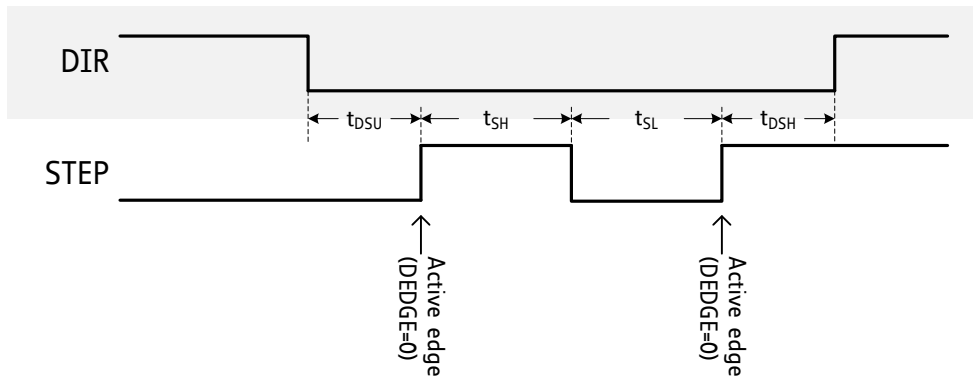 DIR
tDSU tSH tSL tDSH
STEP
Active edge
(DEDGE=0)
Active edge
(DEDGE=0)